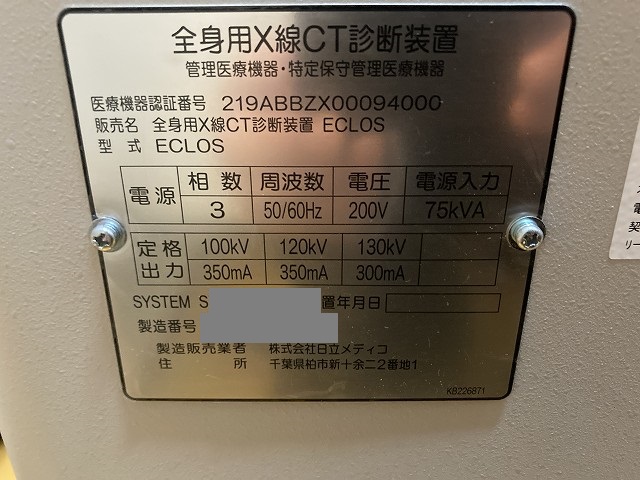 全身用X線CT診断装置
管理医療機器・特定保守管理医療機器
医療機器認証番号 219ABBZX00094000
販売名 全身用X線CT診断装置 ECLOS
型式 ECLOS
電源 相数 周波数 電圧 電源入力
3 50/60Hz 200V 75kVA
定格 100kV 120kV 130kV
出力 350mA 350mA 300mA
SYSTEM S 置年月日
製造番号
製造販売業者 株式会社日立メディコ
住所 千葉県柏市新十余二2番地1
KB226871
電
契
リー